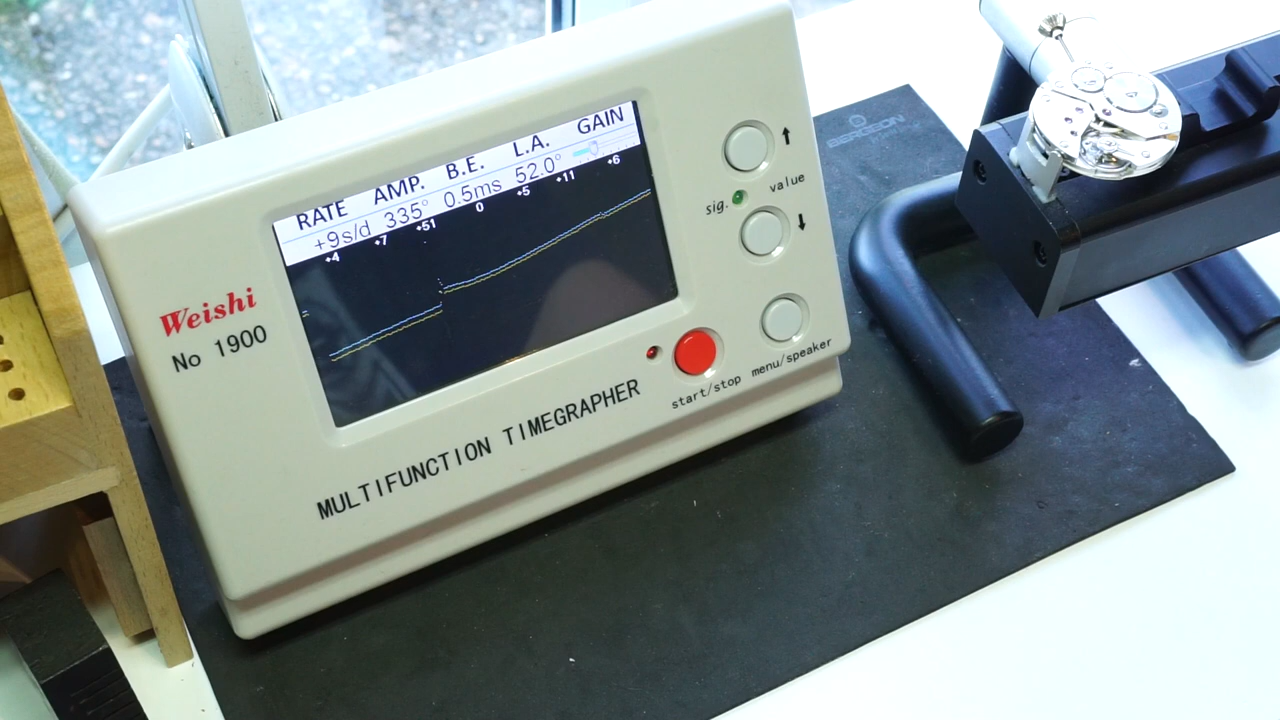 RATE AMP. B.E. L.A. GAIN
+9s/d 335° 0.5ms 52.0°
+4 +7 +51 0 +5 +11 +6
sig.
value
Weishi
No 1900
start/stop menu/speaker
MULTIFUNCTION TIMEGRAPHER
BERGEON